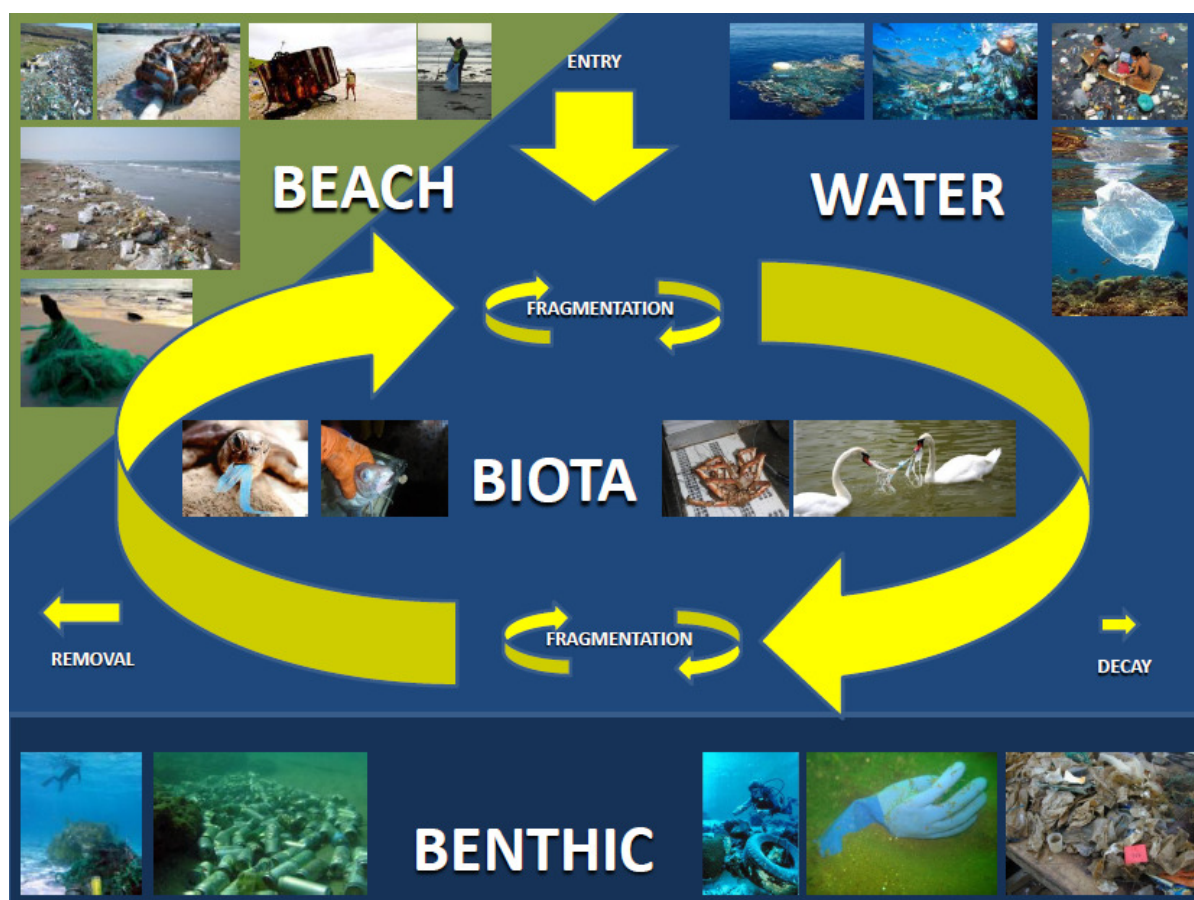 ENTRY
BEACH
WATER
FRAGMENTATION
BIOTA
FRAGMENTATION
REMOVAL
DECAY
BENTHIC